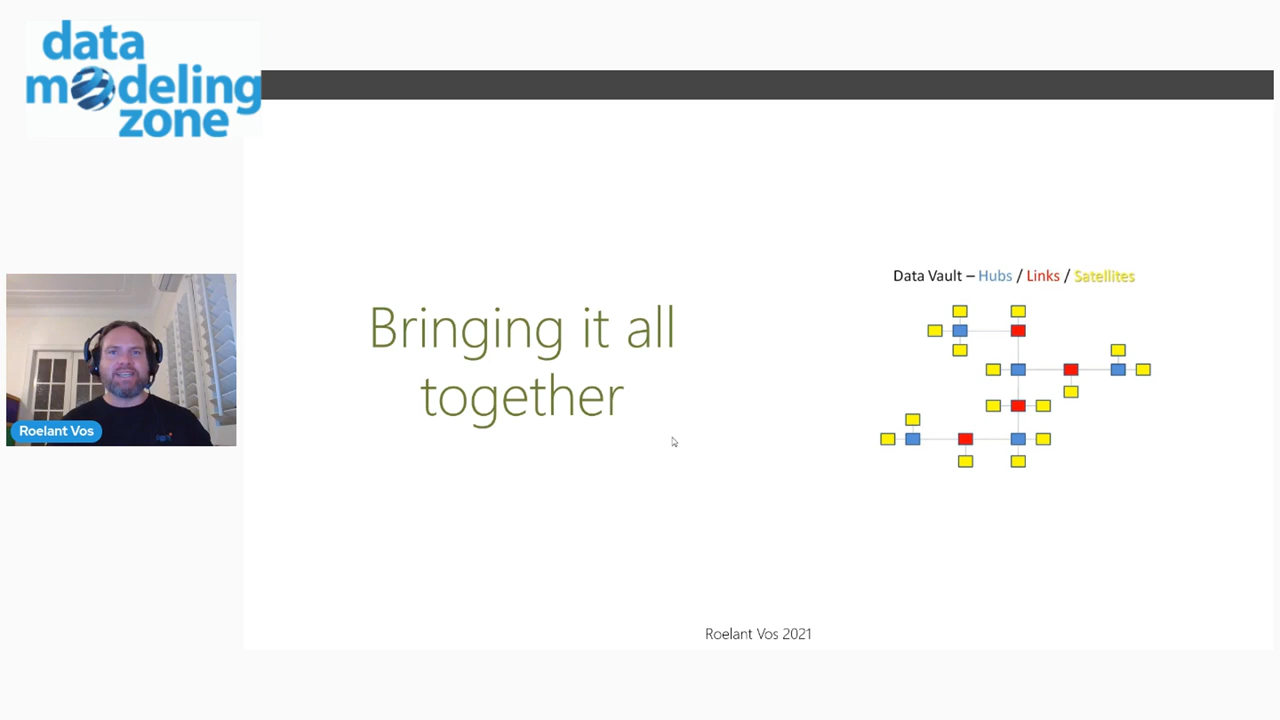 data
modeling
zone
Bringing it all
together
Data Vault – Hubs / Links / Satellites
Roelant Vos
Roelant Vos 2021